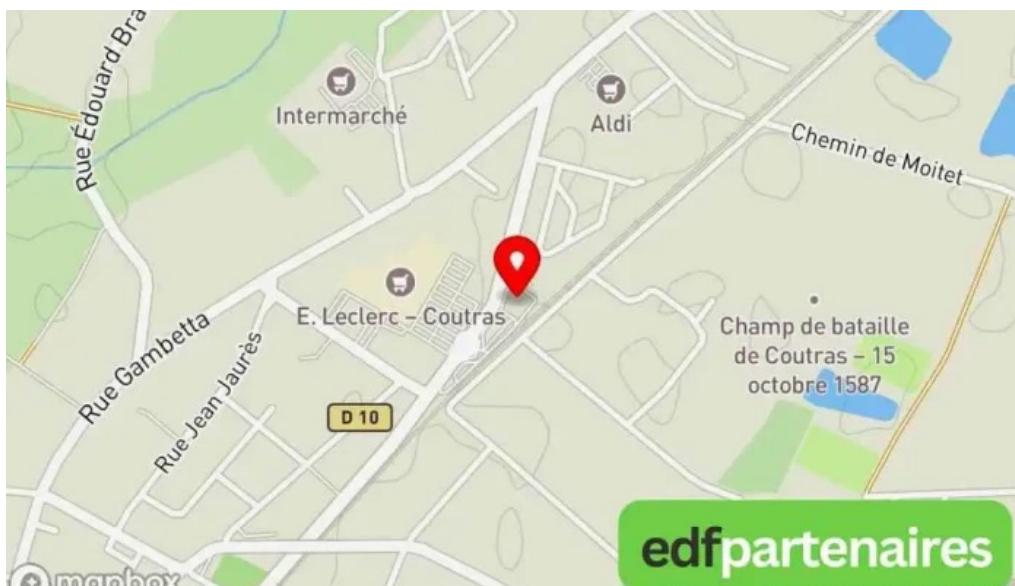 Rue Édouard Bra
Intermarché
Aldi
Chemin de Moitet
E. Leclerc – Coutras
Champ de bataille
de Coutras – 15
octobre 1587
Rue Gambetta
Rue Jean Jaurès
D 10
edfpartenaires
mapbox